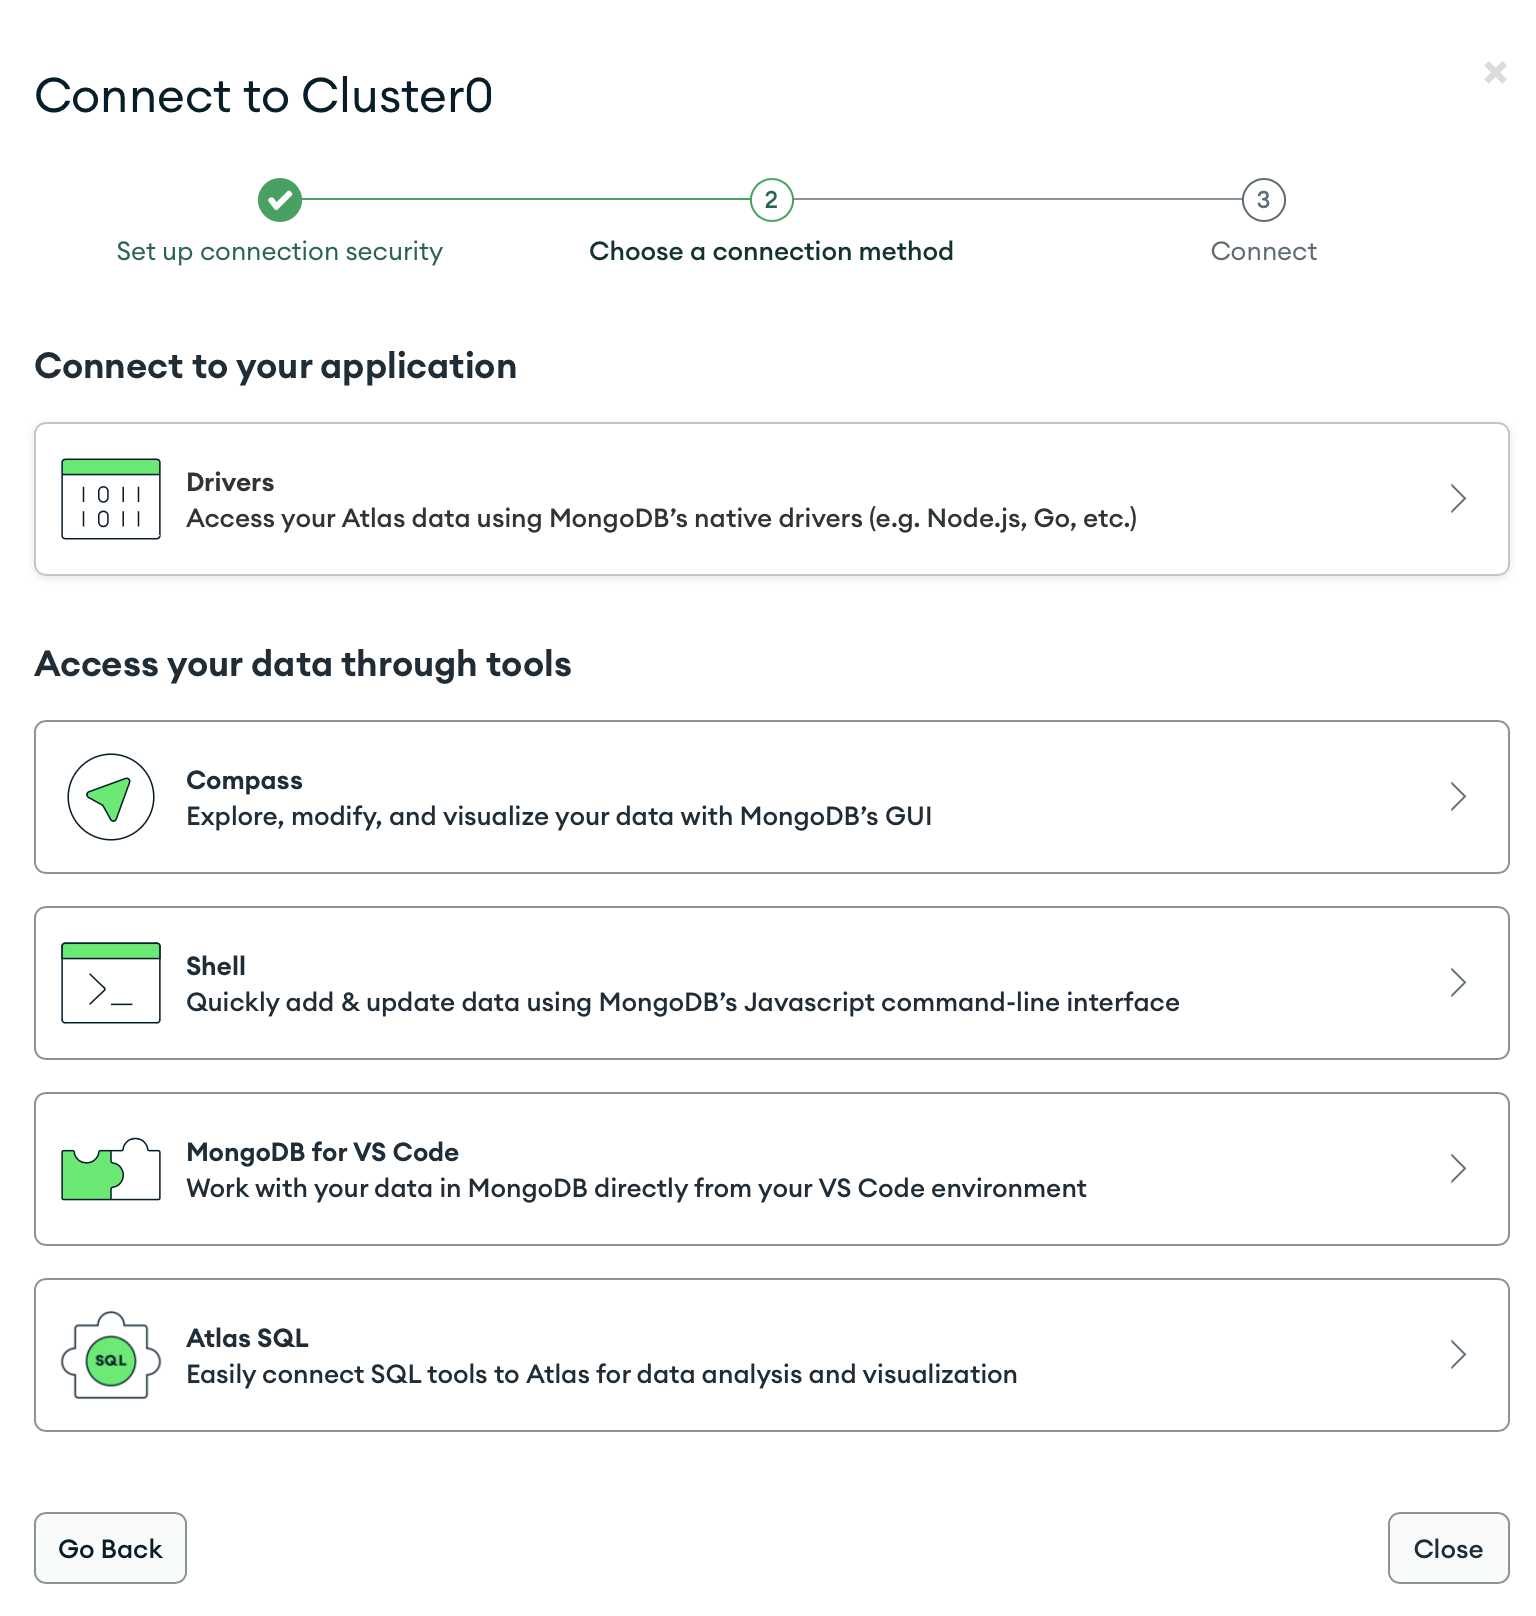 Connect to Cluster0
2
3
Set up connection security
Choose a connection method
Connect
Connect to your application
1011
1011
Drivers
Access your Atlas data using MongoDB’s native drivers (e.g. Node.js, Go, etc.)
Access your data through tools
Compass
Explore, modify, and visualize your data with MongoDB’s GUI
>_
Shell
Quickly add & update data using MongoDB’s Javascript command-line interface
MongoDB for VS Code
Work with your data in MongoDB directly from your VS Code environment
SQL
Atlas SQL
Easily connect SQL tools to Atlas for data analysis and visualization
Go Back
Close